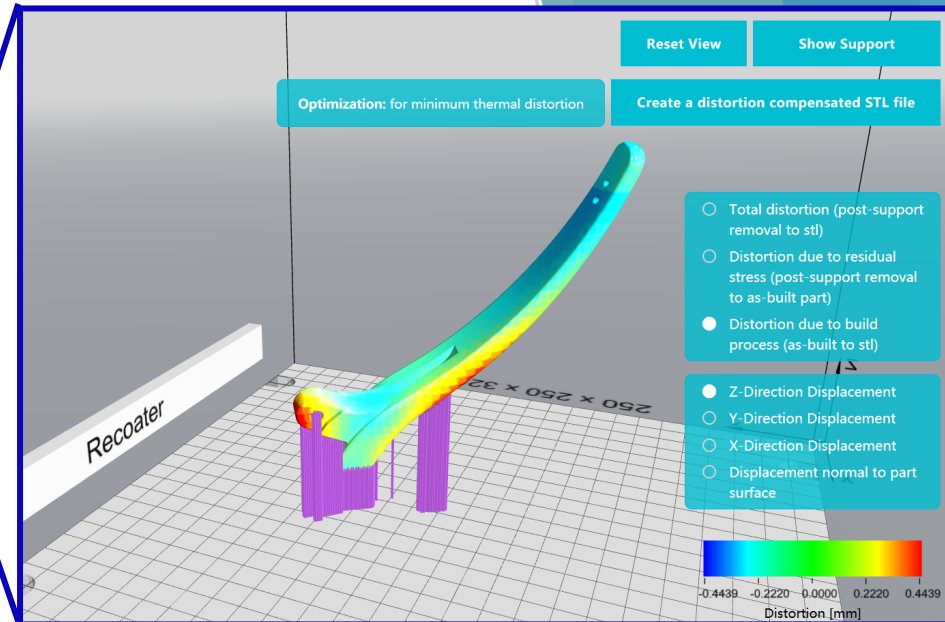 Reset View
Show Support
Optimization: for minimum thermal distortion
Create a distortion compensated STL file
Total distortion (post-support
removal to stl)
Distortion due to residual
stress (post-support removal
to as-built part)
Distortion due to build
process (as-built to stl)
Z-Direction Displacement
Y-Direction Displacement
X-Direction Displacement
Displacement normal to part
surface
Recoater
250 x 250 x 32
-0.4439 -0.2220 0.0000 0.2220 0.4439
Distortion [mm]